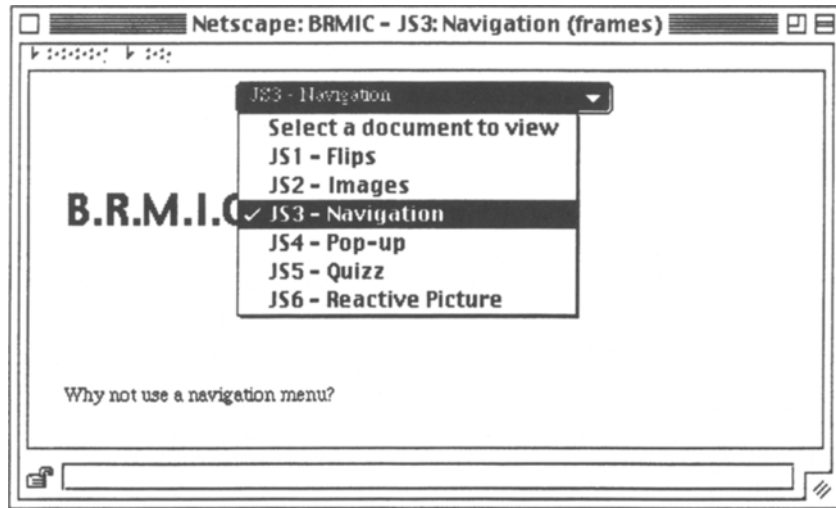 Netscape: BRMIC – JS3: Navigation (frames)
JS3 - Navigation
Select a document to view
JS1 – Flips
JS2 – Images
B.R.M.I.C
✓ JS3 – Navigation
JS4 – Pop-up
JS5 – Quizz
JS6 – Reactive Picture
Why not use a navigation menu?